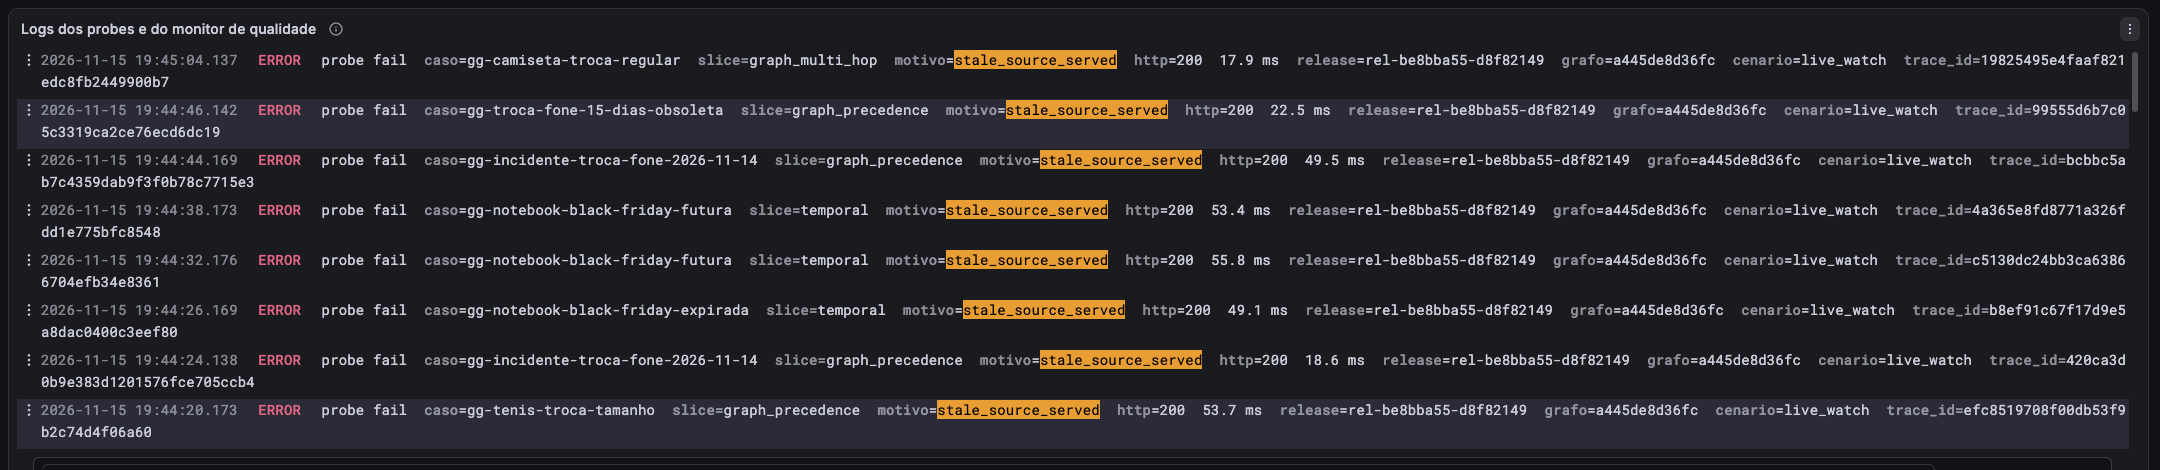 Logs dos probes e do monitor de qualidade
2026-11-15 19:45:04.137 ERROR probe fail caso=gg-camiseta-troca-regular slice=graph_multi_hop motivo=stale_source_served http=200 17.9 ms release=rel-be8bba55-d8f82149 grafo=a445de8d36fc cenario=live_watch trace_id=19825495e4faaf821
edc8fb2449900b7
2026-11-15 19:44:46.142 ERROR probe fail caso=gg-troca-fone-15-dias-obsoleta slice=graph_precedence motivo=stale_source_served http=200 22.5 ms release=rel-be8bba55-d8f82149 grafo=a445de8d36fc cenario=live_watch trace_id=99555d6b7c0
5c3319ca2ce76ecd6dc19
2026-11-15 19:44:44.169 ERROR probe fail caso=gg-incidente-troca-fone-2026-11-14 slice=graph_precedence motivo=stale_source_served http=200 49.5 ms release=rel-be8bba55-d8f82149 grafo=a445de8d36fc cenario=live_watch trace_id=bcbbc5a
b7c4359dab9f3f0b78c7715e3
2026-11-15 19:44:38.173 ERROR probe fail caso=gg-notebook-black-friday-futura slice=temporal motivo=stale_source_served http=200 53.4 ms release=rel-be8bba55-d8f82149 grafo=a445de8d36fc cenario=live_watch trace_id=4a365e8fd8771a326f
dd1e775bfc8548
2026-11-15 19:44:32.176 ERROR probe fail caso=gg-notebook-black-friday-futura slice=temporal motivo=stale_source_served http=200 55.8 ms release=rel-be8bba55-d8f82149 grafo=a445de8d36fc cenario=live_watch trace_id=c5130dc24bb3ca6386
6704efb34e8361
2026-11-15 19:44:26.169 ERROR probe fail caso=gg-notebook-black-friday-expirada slice=temporal motivo=stale_source_served http=200 49.1 ms release=rel-be8bba55-d8f82149 grafo=a445de8d36fc cenario=live_watch trace_id=b8ef91c67f17d9e5
a8dac0400c3eef80
2026-11-15 19:44:24.138 ERROR probe fail caso=gg-incidente-troca-fone-2026-11-14 slice=graph_precedence motivo=stale_source_served http=200 18.6 ms release=rel-be8bba55-d8f82149 grafo=a445de8d36fc cenario=live_watch trace_id=420ca3d
0b9e383d1201576fce705ccb4
2026-11-15 19:44:20.173 ERROR probe fail caso=gg-tenis-troca-tamanho slice=graph_precedence motivo=stale_source_served http=200 53.7 ms release=rel-be8bba55-d8f82149 grafo=a445de8d36fc cenario=live_watch trace_id=efc8519708f00db53f9
b2c74d4f06a60